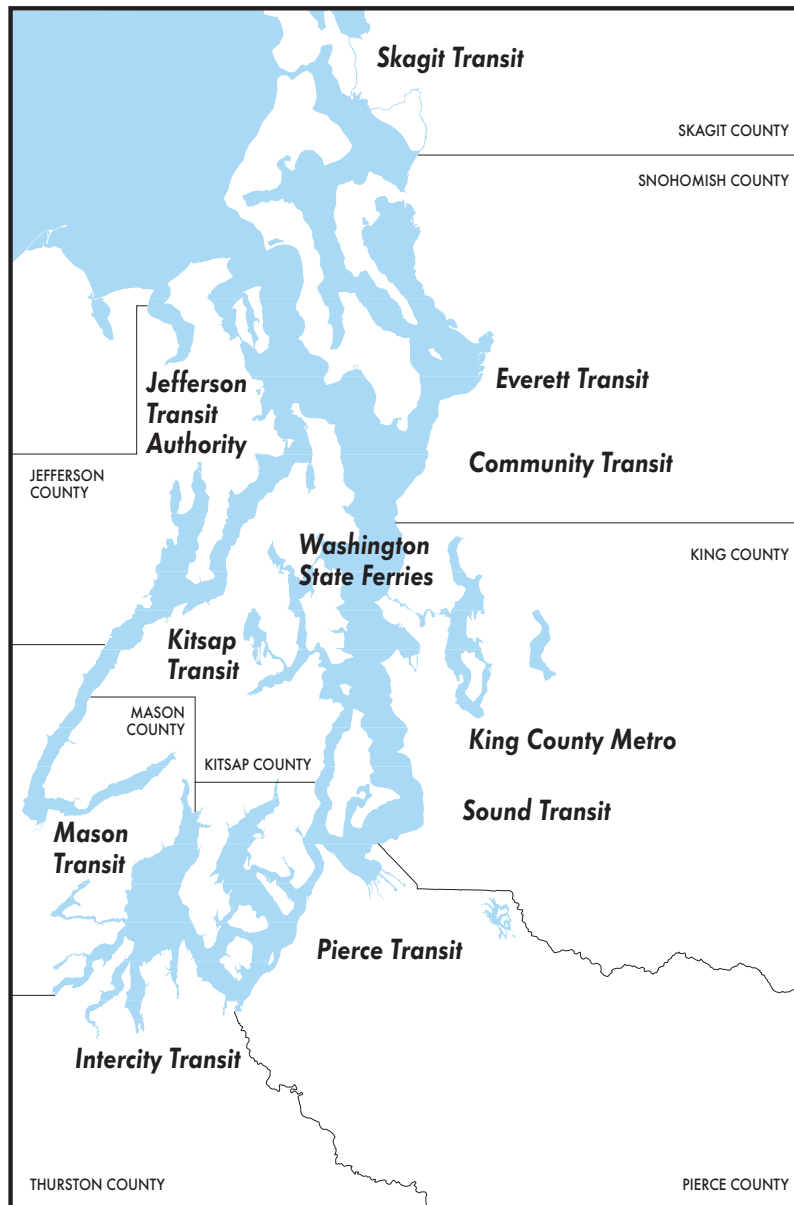 Skagit Transit
SKAGIT COUNTY
SNOHOMISH COUNTY
Jefferson
Transit
Authority
Everett Transit
Community Transit
JEFFERSON
COUNTY
Washington
State Ferries
KING COUNTY
Kitsap
Transit
MASON
COUNTY
King County Metro
KITSAP COUNTY
Sound Transit
Mason
Transit
Pierce Transit
Intercity Transit
THURSTON COUNTY
PIERCE COUNTY